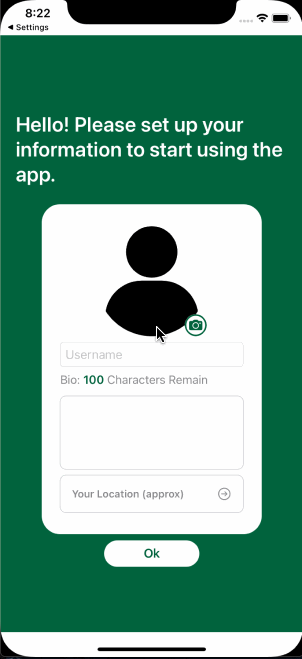 8:22
◀ Settings
Hello! Please set up your
information to start using the
app.
Username
Bio: 100 Characters Remain
Your Location (approx)
Ok